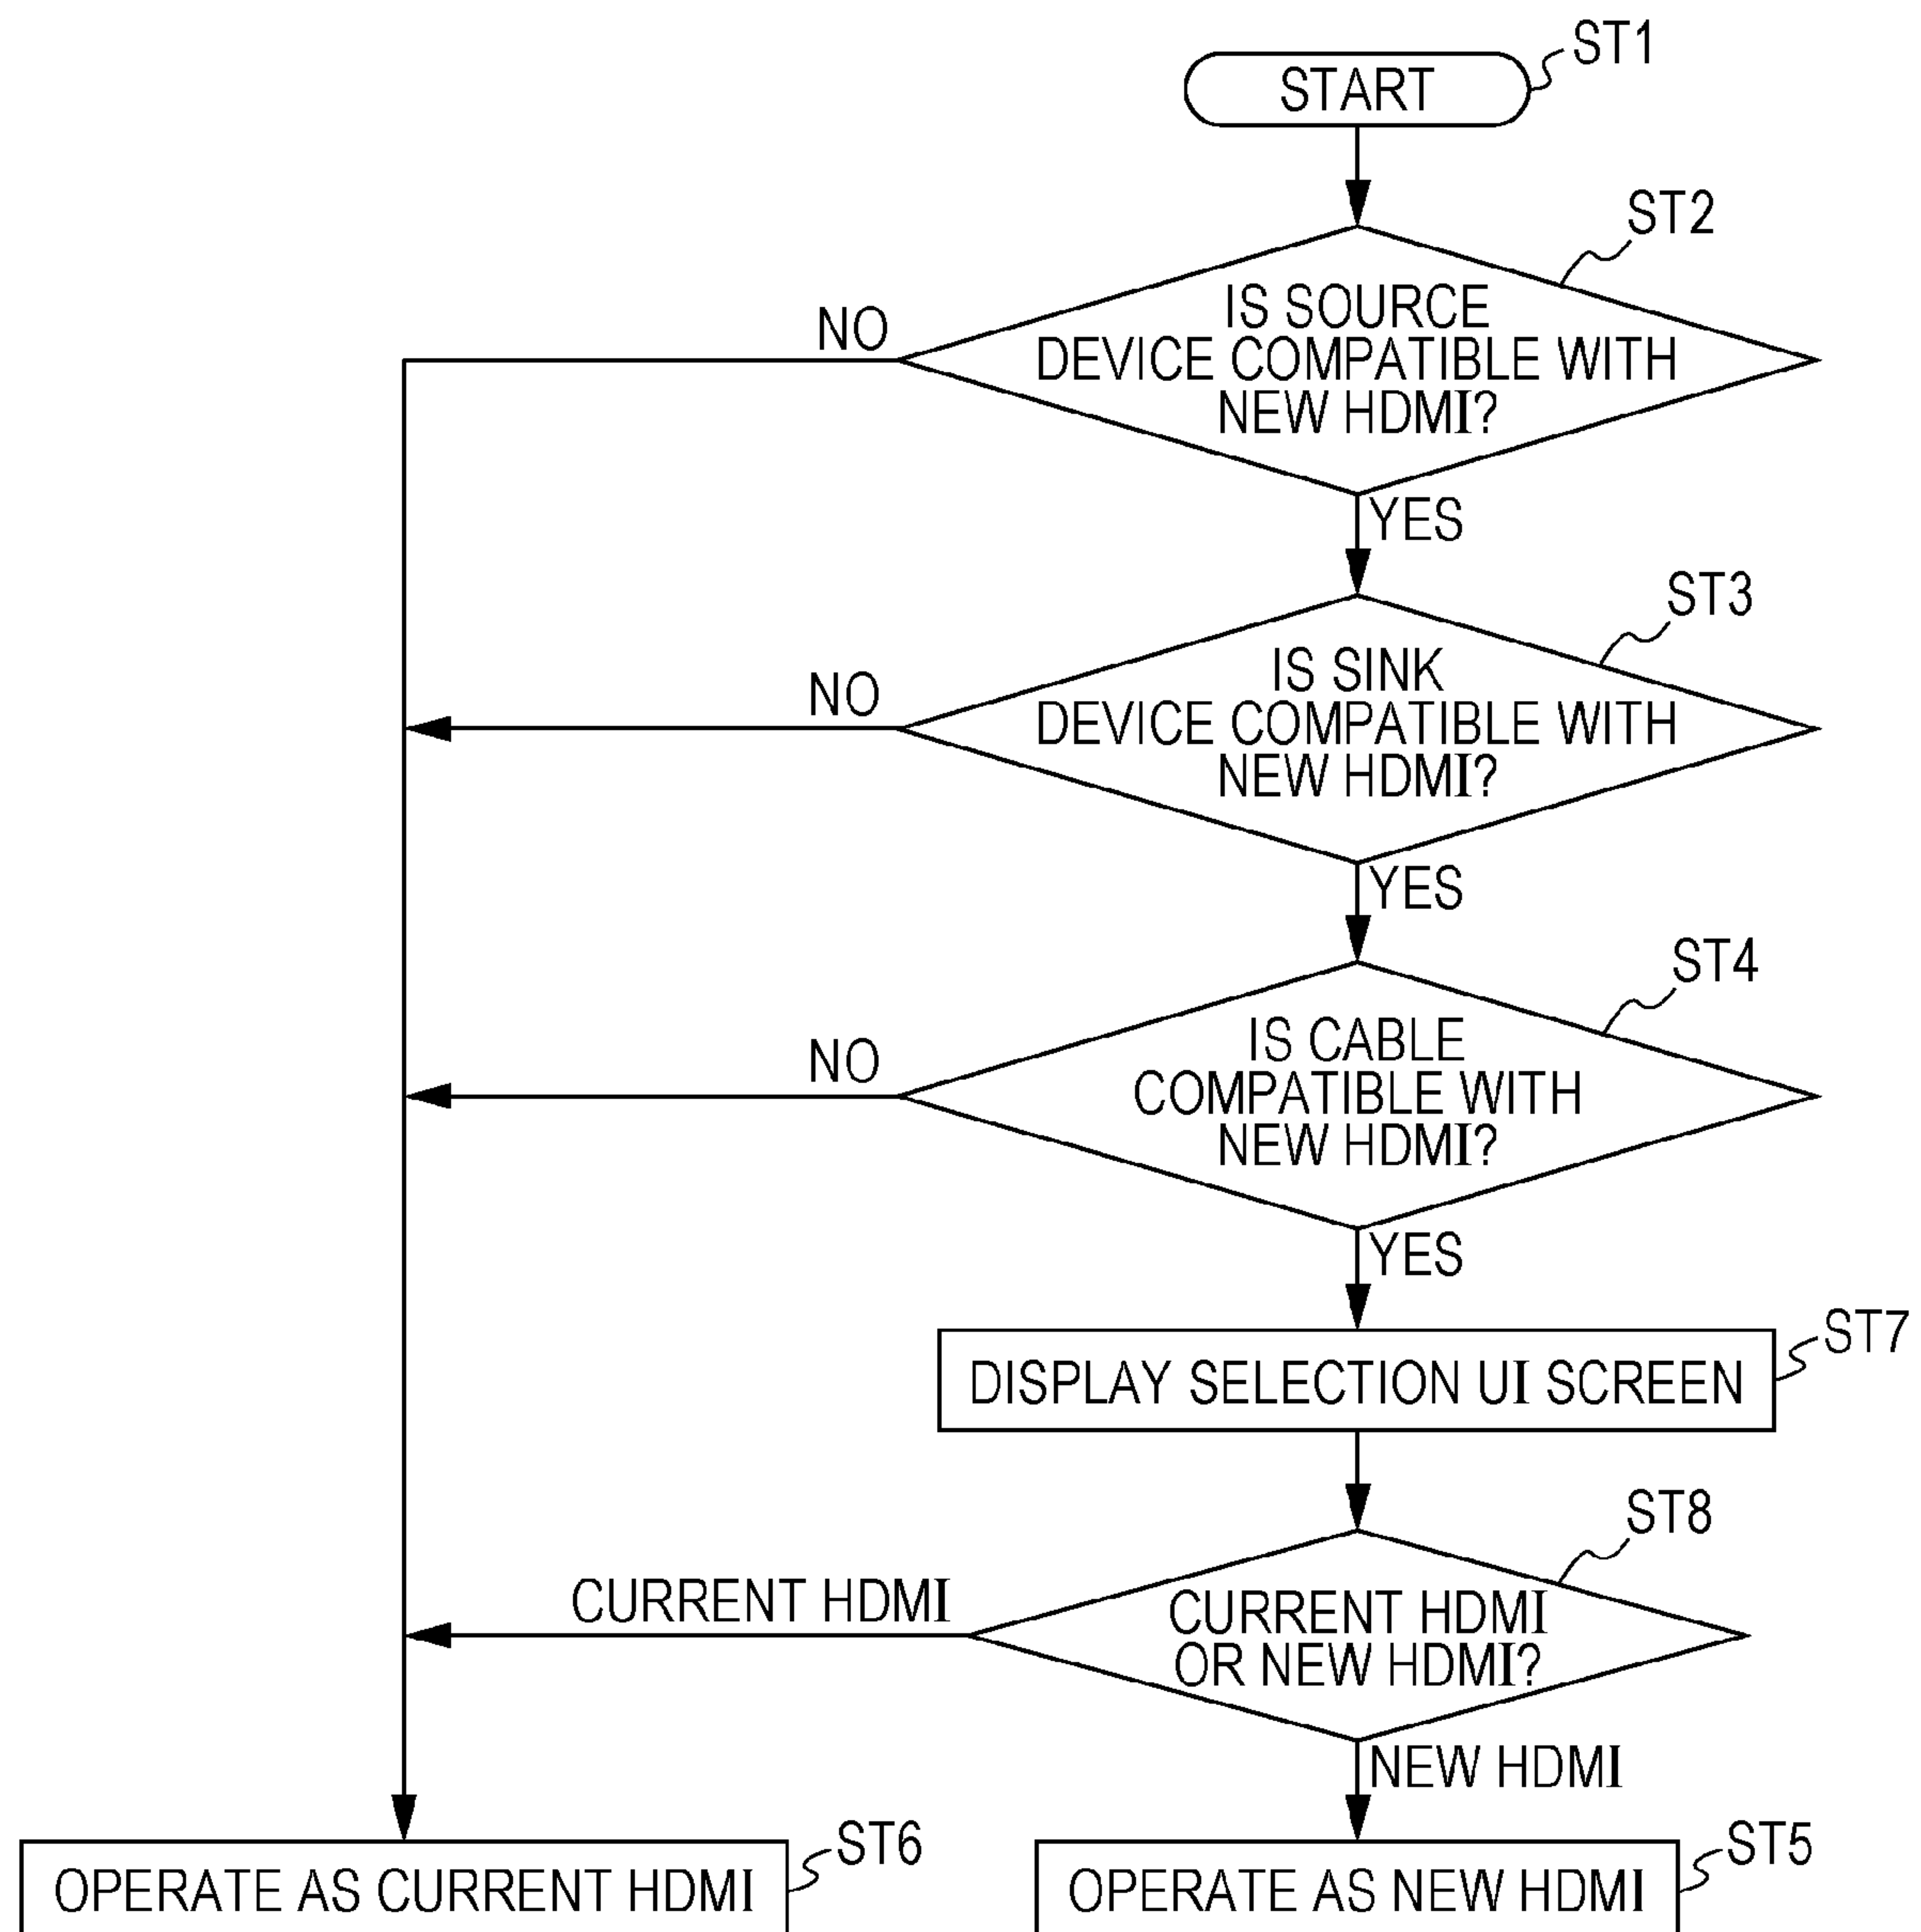 START
ST1
ST2
IS SOURCE
DEVICE COMPATIBLE WITH
NEW HDMI?
NO
YES
ST3
IS SINK
DEVICE COMPATIBLE WITH
NEW HDMI?
NO
YES
ST4
IS CABLE
COMPATIBLE WITH
NEW HDMI?
NO
YES
ST7
DISPLAY SELECTION UI SCREEN
ST8
CURRENT HDMI
OR NEW HDMI?
CURRENT HDMI
NEW HDMI
ST6
OPERATE AS CURRENT HDMI
ST5
OPERATE AS NEW HDMI